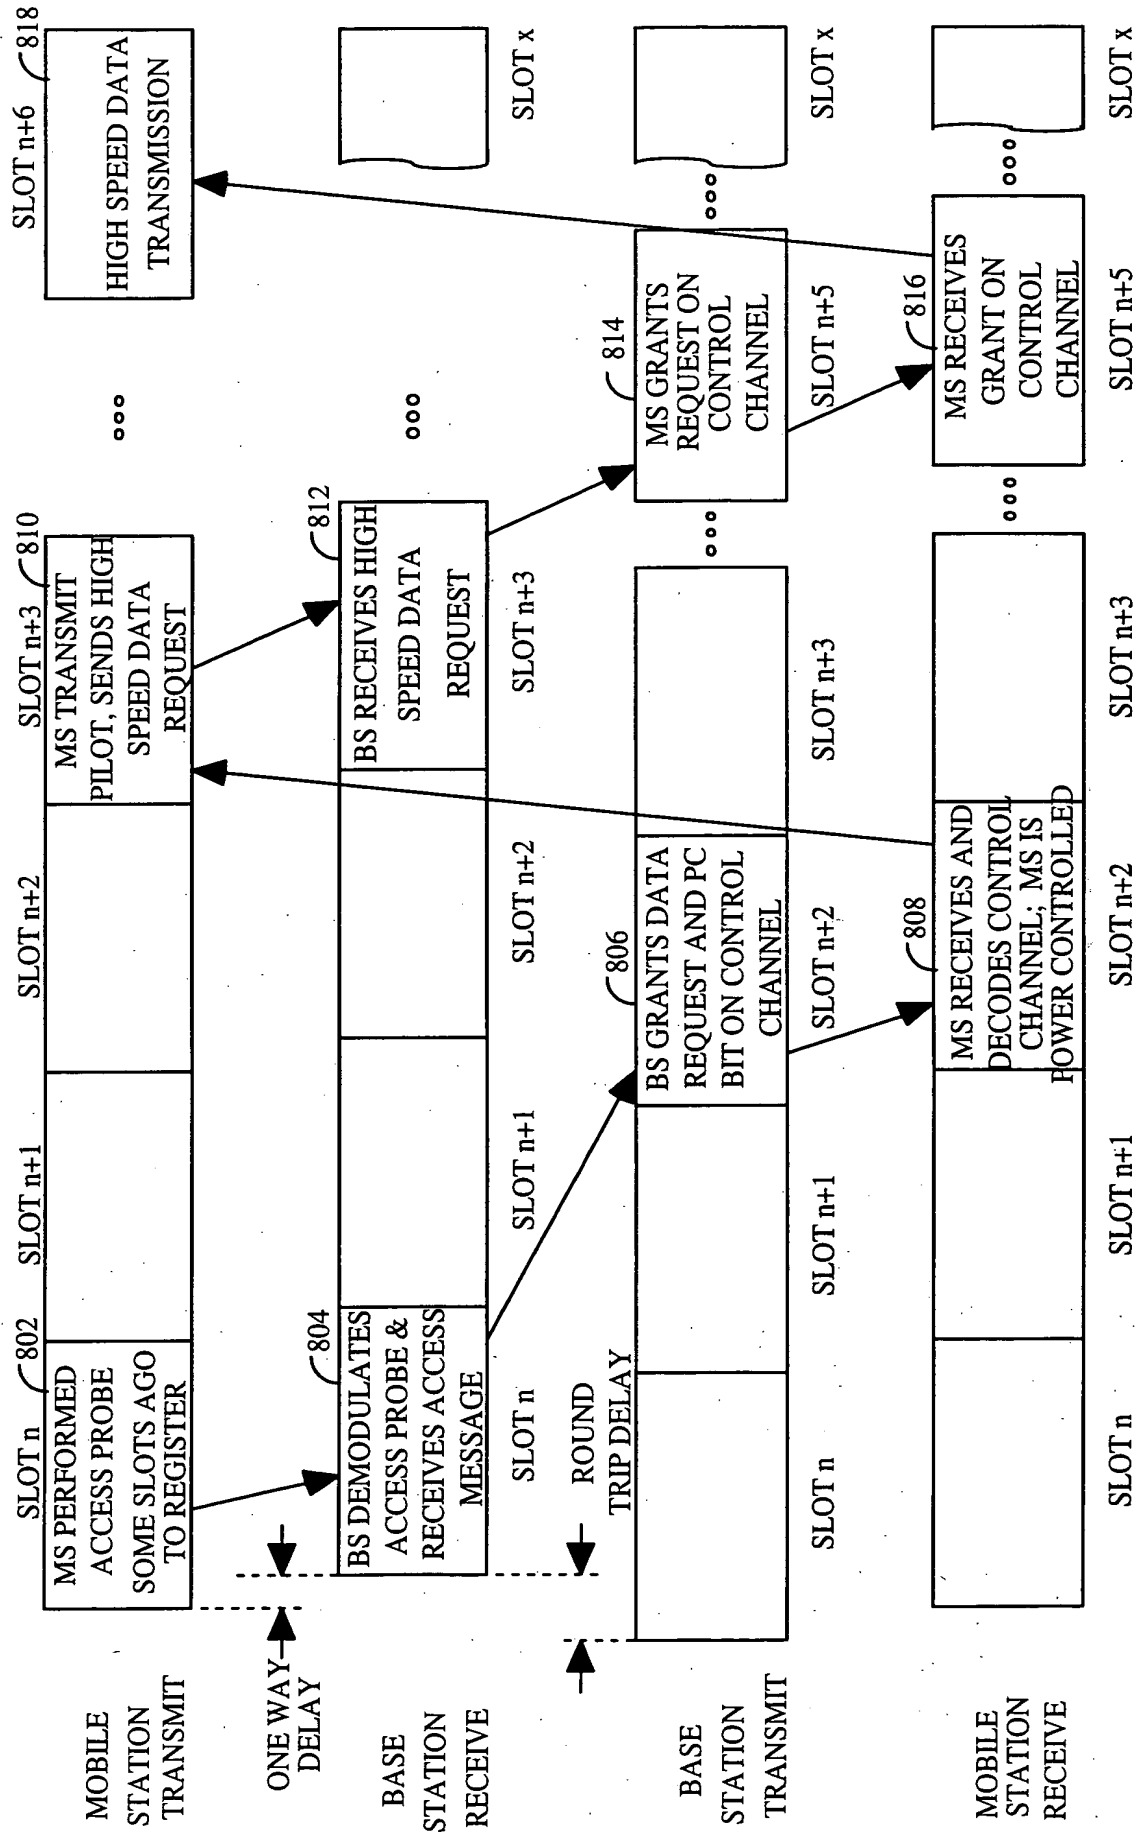 MOBILE
STATION
TRANSMIT
SLOT n
802
MS PERFORMED
ACCESS PROBE
SOME SLOTS AGO
TO REGISTER
SLOT n+1
SLOT n+2
SLOT n+3
810
MS TRANSMIT
PILOT, SENDS HIGH
SPEED DATA
REQUEST
ooo
SLOT n+6
818
HIGH SPEED DATA
TRANSMISSION
ONE WAY
DELAY
BASE
STATION
RECEIVE
804
BS DEMODULATES
ACCESS PROBE &
RECEIVES ACCESS
MESSAGE
SLOT n
SLOT n+1
SLOT n+2
812
BS RECEIVES HIGH
SPEED DATA
REQUEST
SLOT n+3
ooo
SLOT x
ROUND
TRIP DELAY
BASE
STATION
TRANSMIT
SLOT n
SLOT n+1
806
BS GRANTS DATA
REQUEST AND PC
BIT ON CONTROL
CHANNEL
SLOT n+2
SLOT n+3
ooo
814
MS GRANTS
REQUEST ON
CONTROL
CHANNEL
SLOT n+5
ooo
SLOT x
MOBILE
STATION
RECEIVE
SLOT n
SLOT n+1
808
MS RECEIVES AND
DECODES CONTROL
CHANNEL; MS IS
POWER CONTROLLED
SLOT n+2
SLOT n+3
ooo
816
MS RECEIVES
GRANT ON
CONTROL
CHANNEL
SLOT n+5
ooo
SLOT x